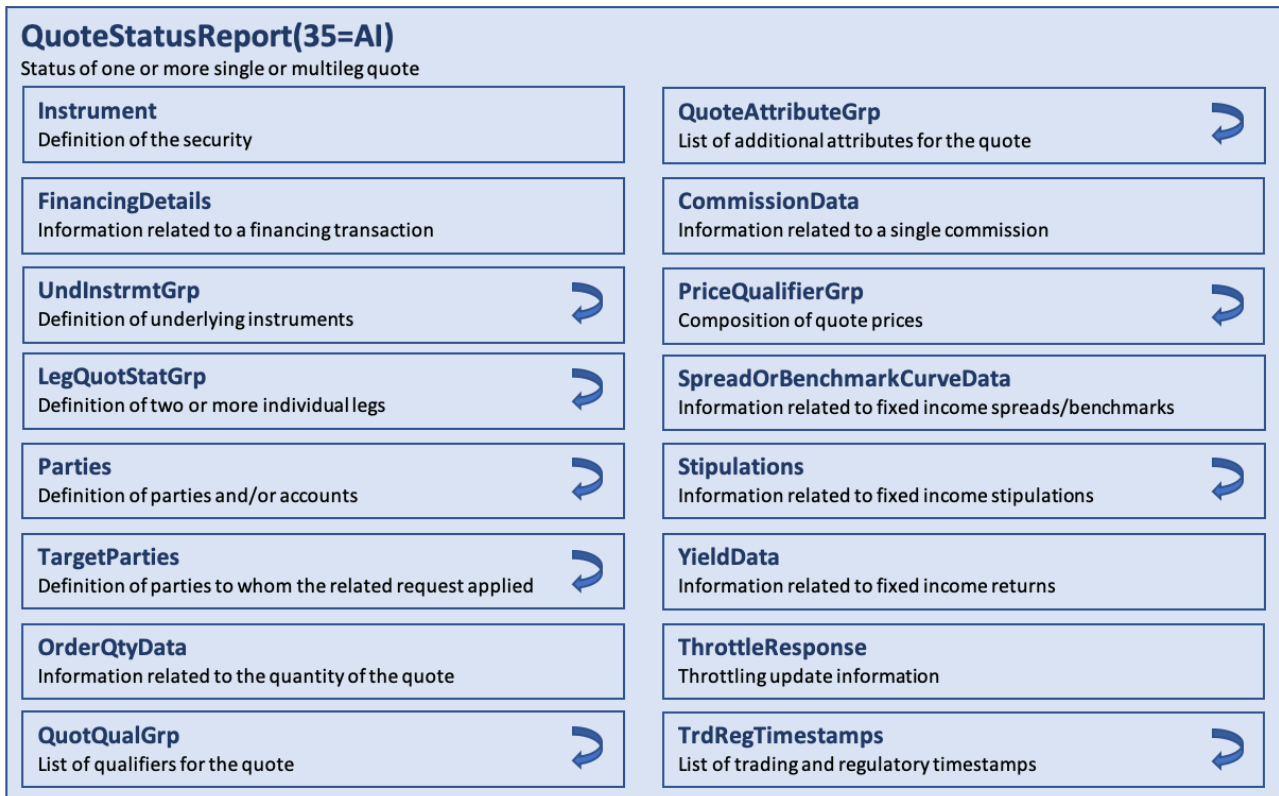 QuoteStatusReport(35=AI)
Status of one or more single or multileg quote
Instrument
Definition of the security
FinancingDetails
Information related to a financing transaction
UndInstrmtGrp
Definition of underlying instruments
LegQuotStatGrp
Definition of two or more individual legs
Parties
Definition of parties and/or accounts
TargetParties
Definition of parties to whom the related request applied
OrderQtyData
Information related to the quantity of the quote
QuotQualGrp
List of qualifiers for the quote
QuoteAttributeGrp
List of additional attributes for the quote
CommissionData
Information related to a single commission
PriceQualifierGrp
Composition of quote prices
SpreadOrBenchmarkCurveData
Information related to fixed income spreads/benchmarks
Stipulations
Information related to fixed income stipulations
YieldData
Information related to fixed income returns
ThrottleResponse
Throttling update information
TrdRegTimestamps
List of trading and regulatory timestamps